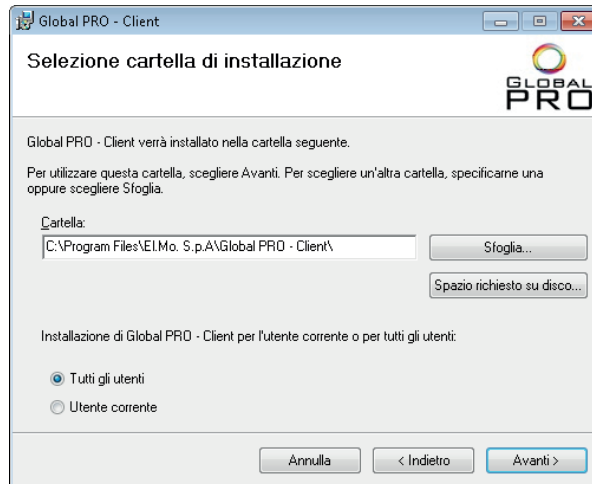 Global PRO - Client
Selezione cartella di installazione
GLOBAL
PRO
Global PRO - Client verrà installato nella cartella seguente.
Per utilizzare questa cartella, scegliere Avanti. Per scegliere un'altra cartella, specificarne una
oppure scegliere Sfoglia.
Cartella:
C:\Program Files\El.Mo. S.p.A\Global PRO - Client\
Sfoglia...
Spazio richiesto su disco...
Installazione di Global PRO - Client per l'utente corrente o per tutti gli utenti:
Tutti gli utenti
Utente corrente
Annulla
< Indietro
Avanti >